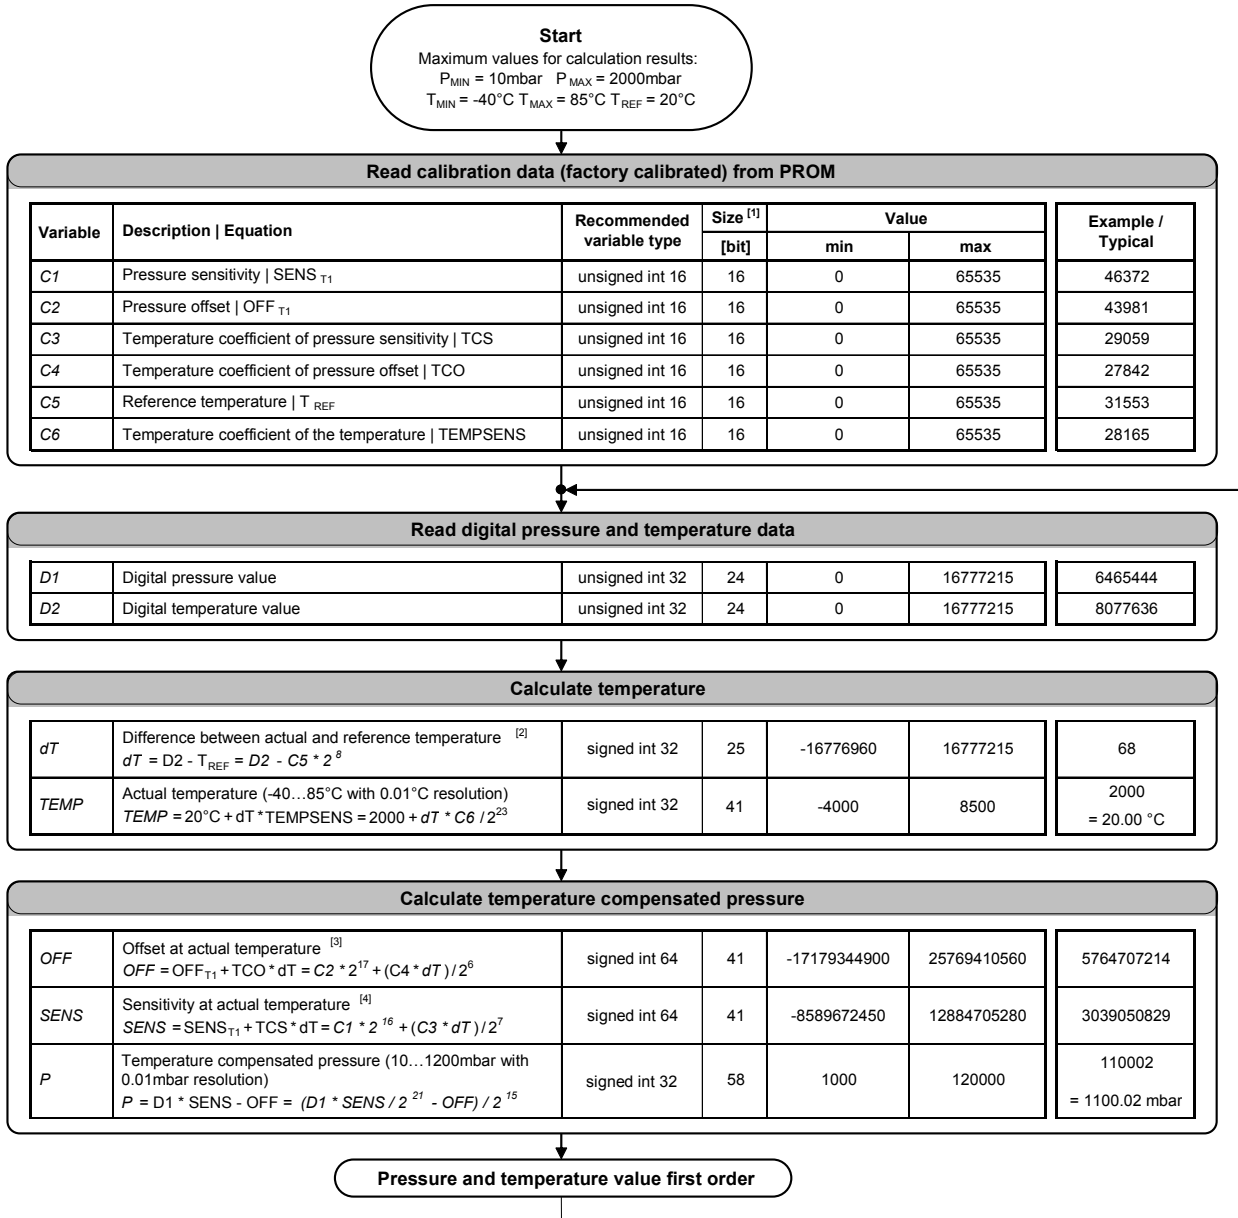 Start
Maximum values for calculation results:
P MIN = 10mbar P MAX = 2000mbar
T MIN = -40°C T MAX = 85°C T REF = 20°C
Read calibration data (factory calibrated) from PROM
Variable Description | Equation Recommended variable type Size [1] [bit] Value min max Example / Typical
C1 Pressure sensitivity | SENS T1 unsigned int 16 16 0 65535 46372
C2 Pressure offset | OFF T1 unsigned int 16 16 0 65535 43981
C3 Temperature coefficient of pressure sensitivity | TCS unsigned int 16 16 0 65535 29059
C4 Temperature coefficient of pressure offset | TCO unsigned int 16 16 0 65535 27842
C5 Reference temperature | T REF unsigned int 16 16 0 65535 31553
C6 Temperature coefficient of the temperature | TEMPSENS unsigned int 16 16 0 65535 28165
Read digital pressure and temperature data
D1 Digital pressure value unsigned int 32 24 0 16777215 6465444
D2 Digital temperature value unsigned int 32 24 0 16777215 8077636
Calculate temperature
dT Difference between actual and reference temperature [2]
dT = D2 - T REF = D2 - C5 * 2^8 signed int 32 25 -16776960 16777215 68
TEMP Actual temperature (-40…85°C with 0.01°C resolution)
TEMP = 20°C + dT * TEMPSENS = 2000 + dT * C6 / 2^23 signed int 32 41 -4000 8500 2000
= 20.00 °C
Calculate temperature compensated pressure
OFF Offset at actual temperature [3]
OFF = OFF T1 + TCO * dT = C2 * 2^17 + (C4 * dT) / 2^6 signed int 64 41 -17179344900 25769410560 5764707214
SENS Sensitivity at actual temperature [4]
SENS = SENS T1 + TCS * dT = C1 * 2^16 + (C3 * dT) / 2^7 signed int 64 41 -8589672450 12884705280 3039050829
P Temperature compensated pressure (10…1200mbar with
0.01mbar resolution)
P = D1 * SENS - OFF = (D1 * SENS / 2^21 - OFF) / 2^15 signed int 32 58 1000 120000 110002
= 1100.02 mbar
Pressure and temperature value first order